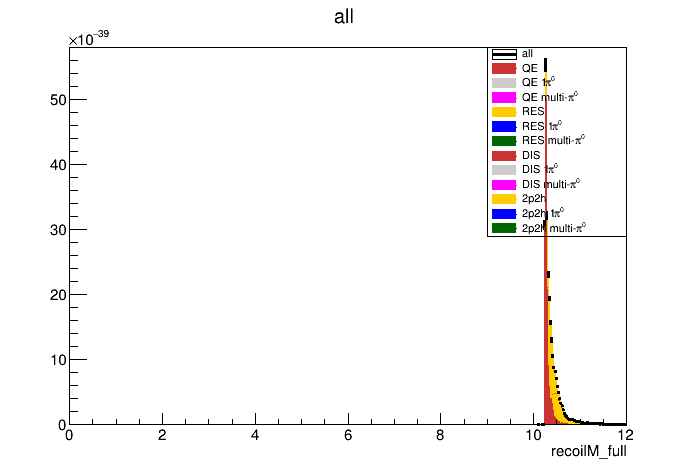 all
×10⁻³⁹
all
QE
QE 1π⁰
QE multi-π⁰
RES
RES 1π⁰
RES multi-π⁰
DIS
DIS 1π⁰
DIS multi-π⁰
2p2h
2p2h 1π⁰
2p2h multi-π⁰
50
40
30
20
10
0
0 2 4 6 8 10 12
recoilM_full